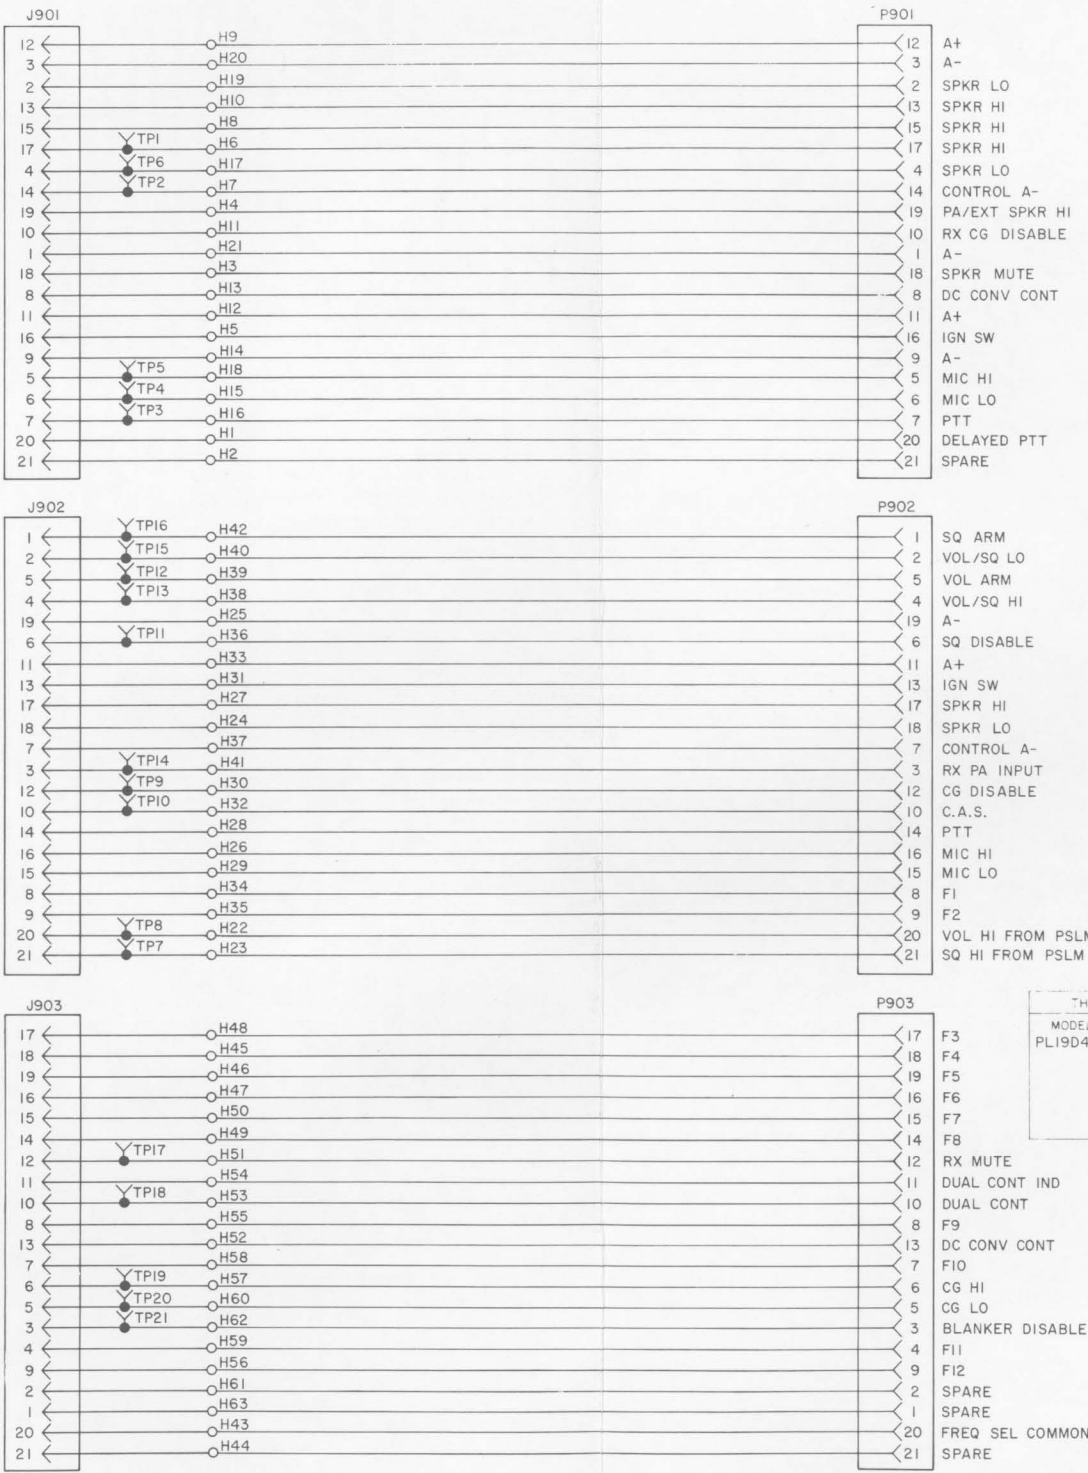 J901 P901
12 H9 12 A+
3 H20 3 A-
2 H19 2 SPKR LO
13 H10 13 SPKR HI
15 H8 15 SPKR HI
17 TP1 H6 17 SPKR HI
4 TP6 H17 4 SPKR LO
14 TP2 H7 14 CONTROL A-
19 H4 19 PA/EXT SPKR HI
10 H11 10 RX CG DISABLE
1 H21 1 A-
18 H3 18 SPKR MUTE
8 H13 8 DC CONV CONT
11 H12 11 A+
16 H5 16 IGN SW
9 H14 9 A-
5 TP5 H18 5 MIC HI
6 TP4 H15 6 MIC LO
7 TP3 H16 7 PTT
20 H1 20 DELAYED PTT
21 H2 21 SPARE
J902 P902
1 TP16 H42 1 SQ ARM
2 TP15 H40 2 VOL/SQ LO
5 TP12 H39 5 VOL ARM
4 TP13 H38 4 VOL/SQ HI
19 H25 19 A-
6 TP11 H36 6 SQ DISABLE
11 H33 11 A+
13 H31 13 IGN SW
17 H27 17 SPKR HI
18 H24 18 SPKR LO
7 H37 7 CONTROL A-
3 TP14 H41 3 RX PA INPUT
12 TP9 H30 12 CG DISABLE
10 TP10 H32 10 C.A.S.
14 H28 14 PTT
16 H26 16 MIC HI
15 H29 15 MIC LO
8 H34 8 F1
9 H35 9 F2
20 TP8 H22 20 VOL HI FROM PSLM
21 TP7 H23 21 SQ HI FROM PSLM
J903 P903
TH
MODEL
PL19D4
17 H48 17 F3
18 H45 18 F4
19 H46 19 F5
16 H47 16 F6
15 H50 15 F7
14 H49 14 F8
12 TP17 H51 12 RX MUTE
11 H54 11 DUAL CONT IND
10 TP18 H53 10 DUAL CONT
8 H55 8 F9
13 H52 13 DC CONV CONT
7 H58 7 F10
6 TP19 H57 6 CG HI
5 TP20 H60 5 CG LO
3 TP21 H62 3 BLANKER DISABLE
4 H59 4 F11
9 H56 9 F12
2 H61 2 SPARE
1 H63 1 SPARE
20 H43 20 FREQ SEL COMMON
21 H44 21 SPARE